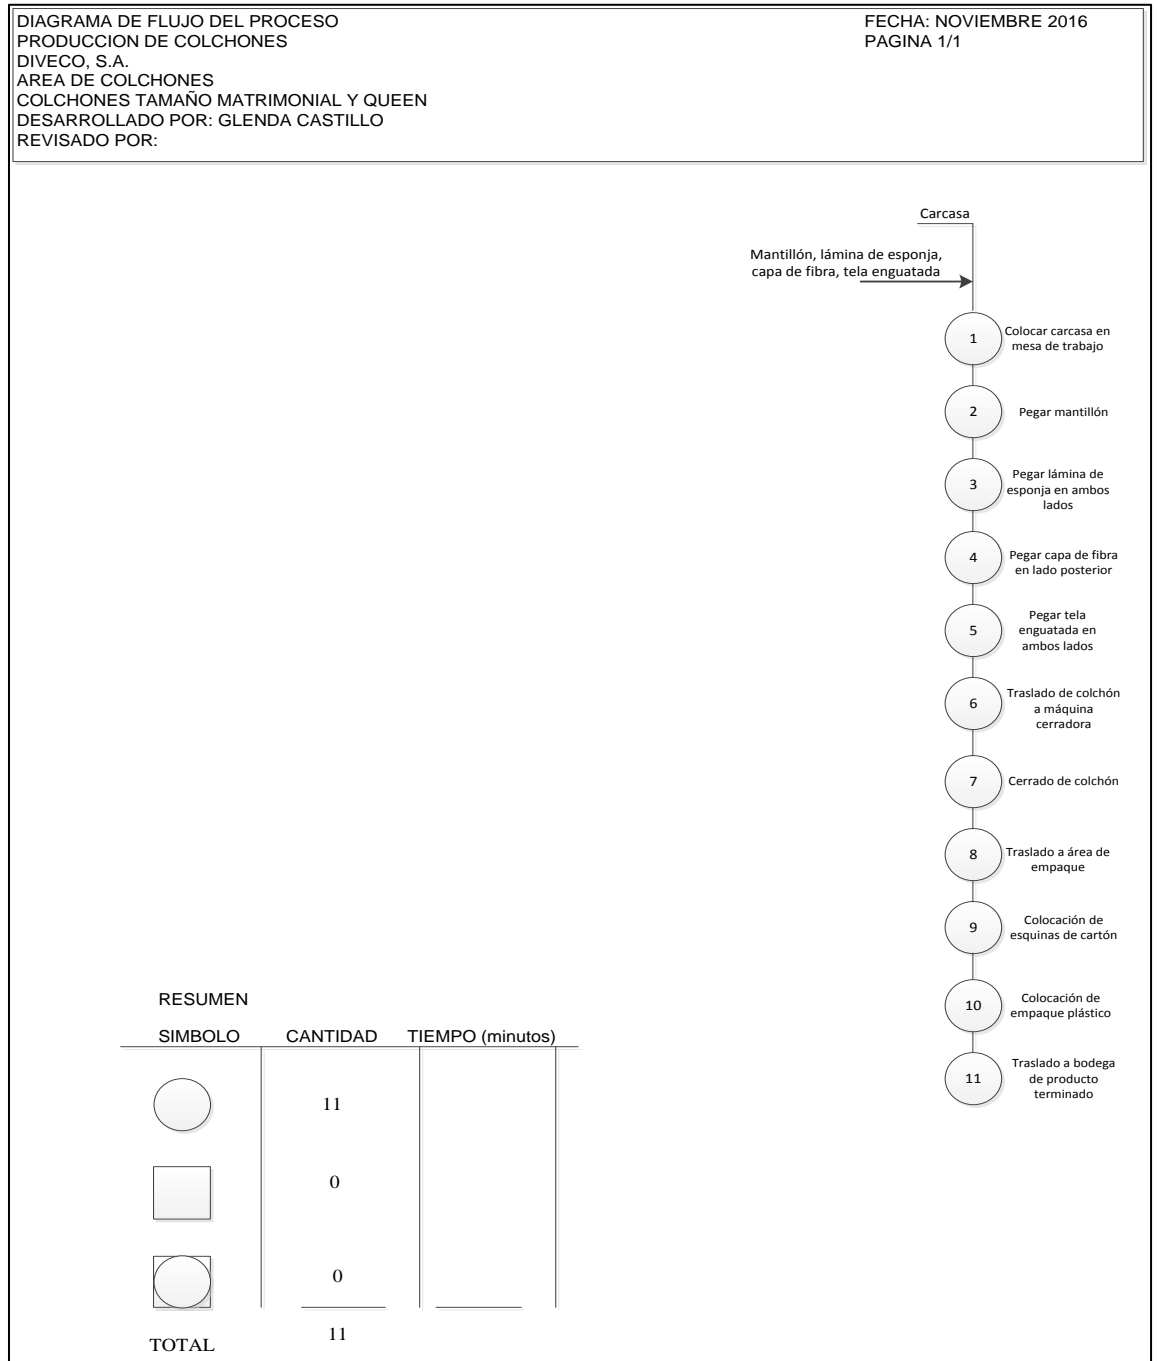 DIAGRAMA DE FLUJO DEL PROCESO
PRODUCCION DE COLCHONES
DIVECO, S.A.
AREA DE COLCHONES
COLCHONES TAMAÑO MATRIMONIAL Y QUEEN
DESARROLLADO POR: GLENDA CASTILLO
REVISADO POR:
FECHA: NOVIEMBRE 2016
PAGINA 1/1
Carcasa
Mantillón, lámina de esponja,
capa de fibra, tela enguatada
1
Colocar carcasa en
mesa de trabajo
2
Pegar mantillón
3
Pegar lámina de
esponja en ambos
lados
4
Pegar capa de fibra
en lado posterior
5
Pegar tela
enguatada en
ambos lados
6
Traslado de colchón
a máquina
cerradora
7
Cerrado de colchón
8
Traslado a área de
empaque
9
Colocación de
esquinas de cartón
10
Colocación de
empaque plástico
11
Traslado a bodega
de producto
terminado
RESUMEN
SIMBOLO CANTIDAD TIEMPO (minutos)
11
0
0
TOTAL 11